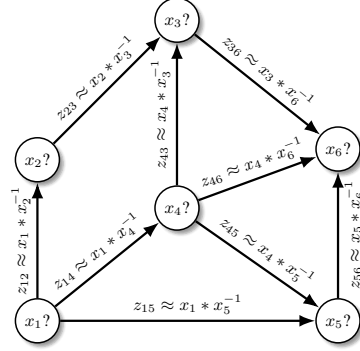 x₃?
z₂₃ ≈ x₂ * x₃⁻¹
z₃₆ ≈ x₃ * x₆⁻¹
z₄₃ ≈ x₄ * x₃⁻¹
x₂?
x₆?
z₄₆ ≈ x₄ * x₆⁻¹
x₄?
z₁₂ ≈ x₁ * x₂⁻¹
z₁₄ ≈ x₁ * x₄⁻¹
z₄₅ ≈ x₄ * x₅⁻¹
z₅₆ ≈ x₅ * x₆
z₁₅ ≈ x₁ * x₅⁻¹
x₁?
x₅?